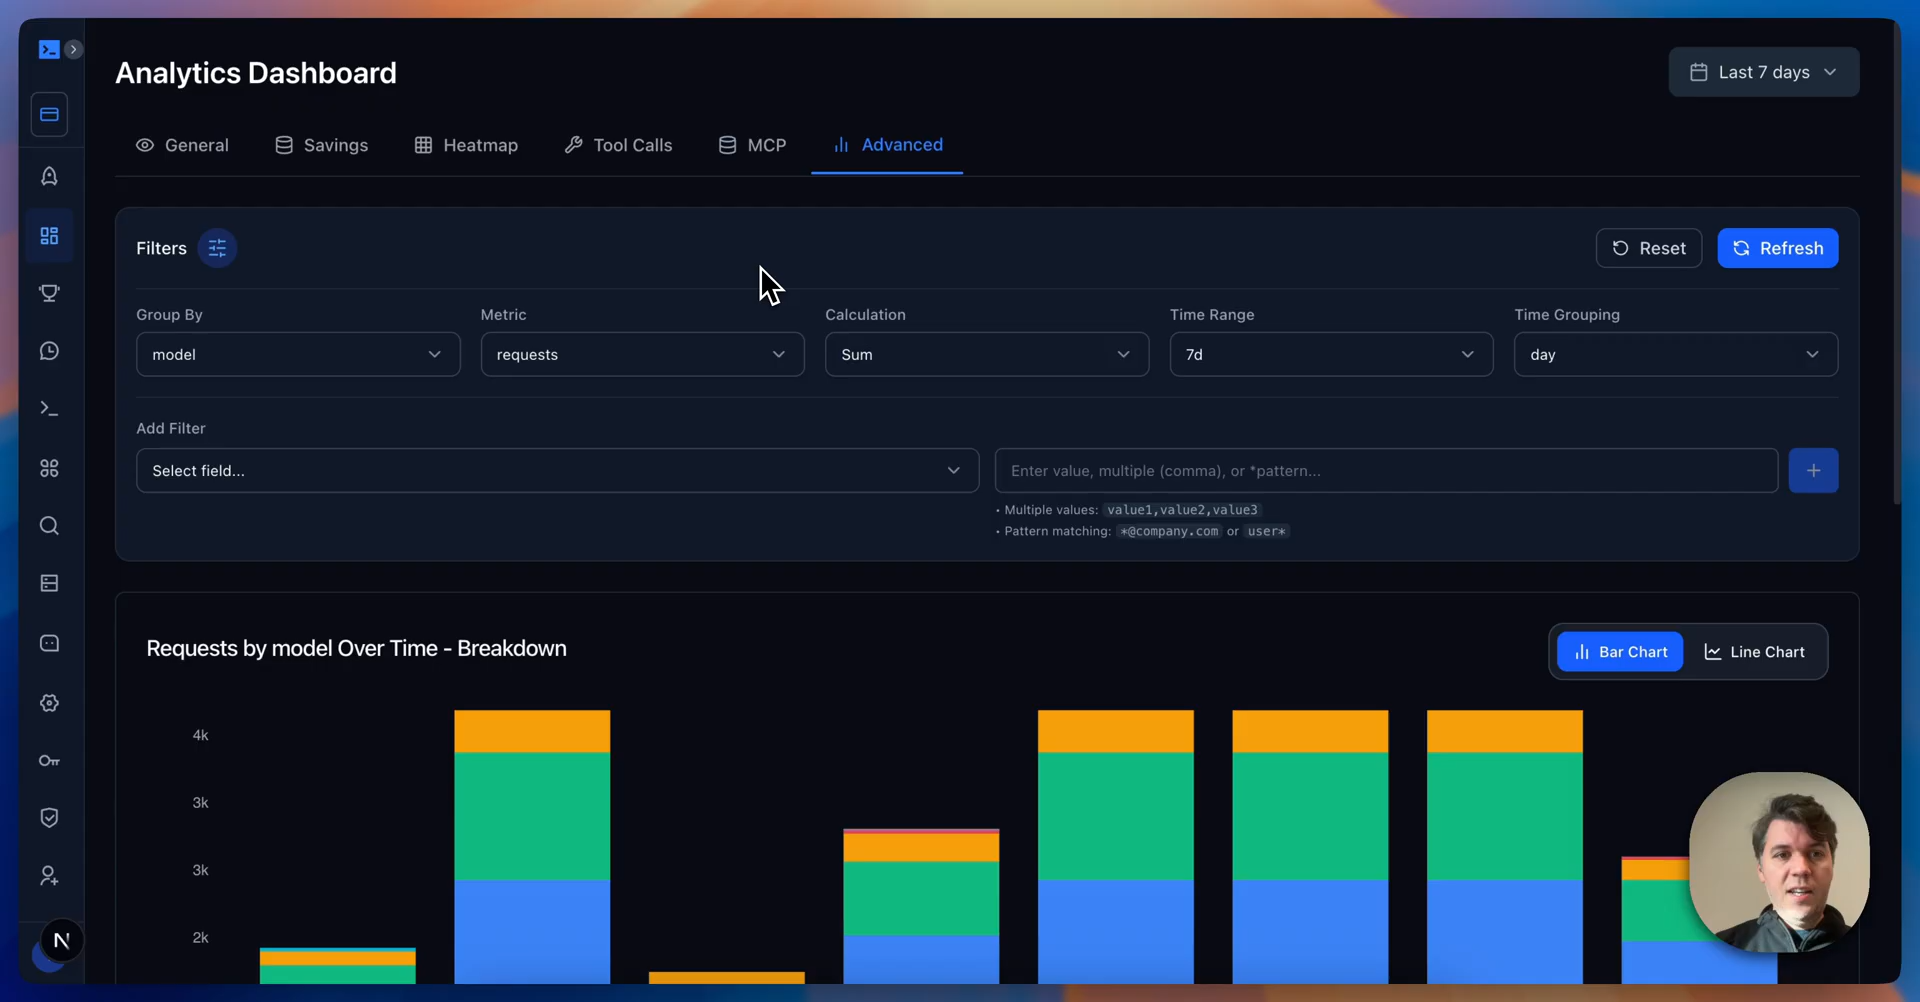 Analytics Dashboard
Last 7 days
General Savings Heatmap Tool Calls MCP Advanced
Filters
Reset Refresh
Group By Metric Calculation Time Range Time Grouping
model requests Sum 7d day
Add Filter
Select field... Enter value, multiple (comma), or *pattern...
• Multiple values: value1,value2,value3
• Pattern matching: *@company.com or user*
Requests by model Over Time - Breakdown
Bar Chart Line Chart
4k
3k
3k
2k
N